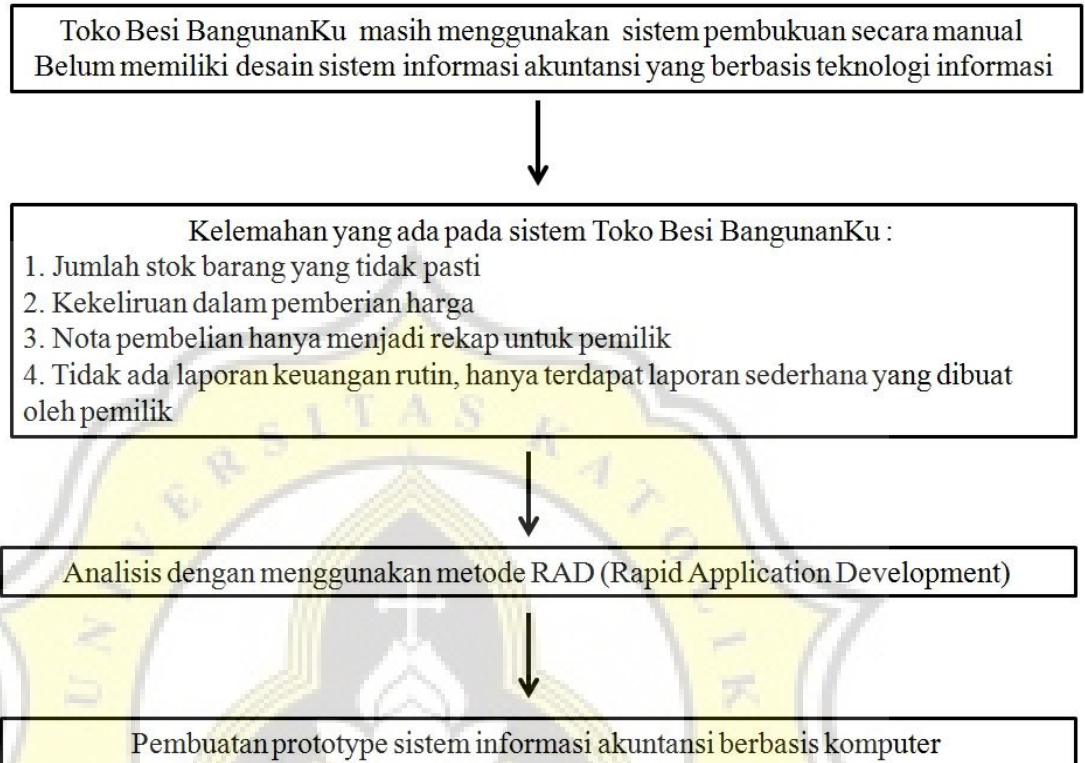 Toko Besi BangunanKu masih menggunakan sistem pembukuan secara manual
Belum memiliki desain sistem informasi akuntansi yang berbasis teknologi informasi
Kelemahan yang ada pada sistem Toko Besi BangunanKu :
1. Jumlah stok barang yang tidak pasti
2. Kekeliruan dalam pemberian harga
3. Nota pembelian hanya menjadi rekap untuk pemilik
4. Tidak ada laporan keuangan rutin, hanya terdapat laporan sederhana yang dibuat
oleh pemilik
UNIVERSITAS KATOLIK
Analisis dengan menggunakan metode RAD (Rapid Application Development)
Pembuatan prototype sistem informasi akuntansi berbasis komputer